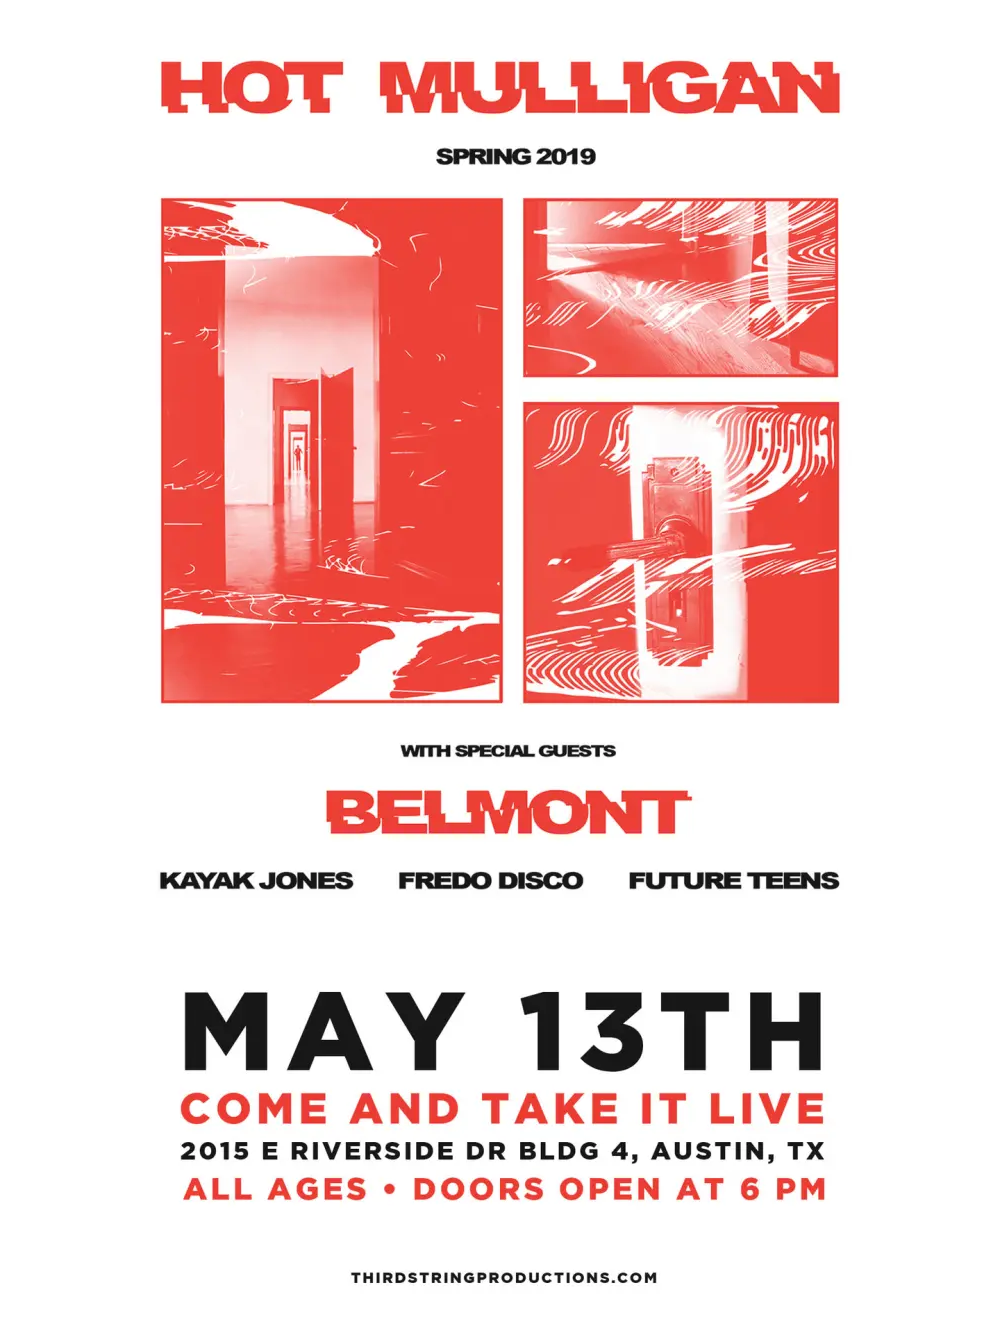 HOT MULLIGAN
SPRING 2019
WITH SPECIAL GUESTS
BELMONT
KAYAK JONES FREDO DISCO FUTURE TEENS
MAY 13TH
COME AND TAKE IT LIVE
2015 E RIVERSIDE DR BLDG 4, AUSTIN, TX
ALL AGES • DOORS OPEN AT 6 PM
THIRDSTRINGPRODUCTIONS.COM